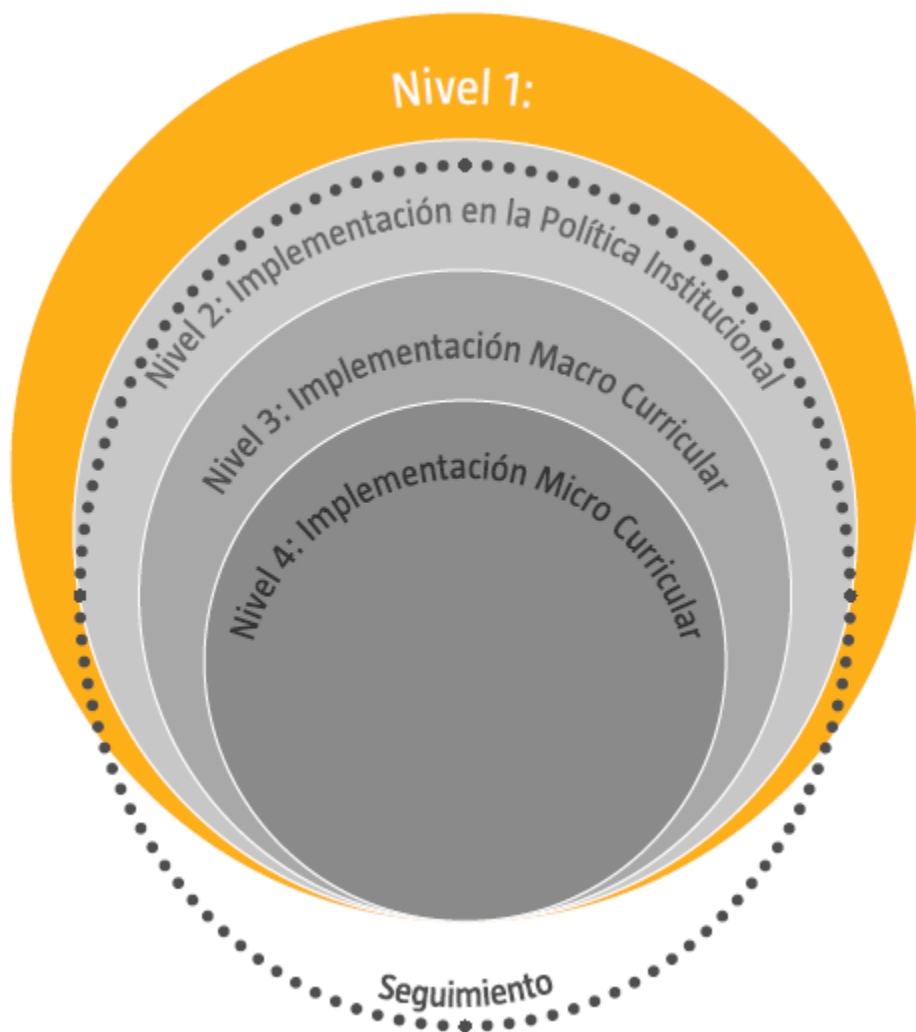 Nivel 1:
Nivel 2: Implementación en la Política Institucional
Nivel 3: Implementación Macro Curricular
Nivel 4: Implementación Micro Curricular
Seguimiento